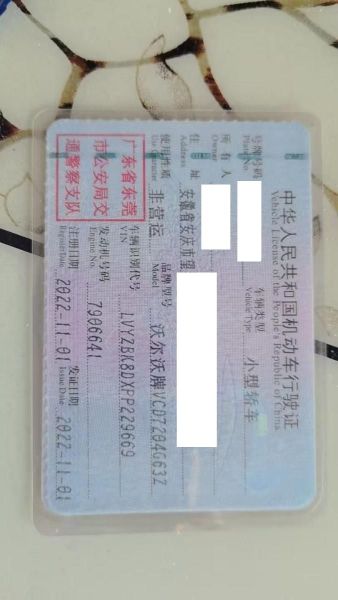 中华人民共和国机动车行驶证
Vehicle License of the People's Republic of China
号牌号码
Plate No.
车辆类型 小型轿车
Vehicle Type
所有人
Owner
住址 安徽省安庆市望
Address
使用性质 非营运 品牌型号 沃尔沃牌VCD7204G63Z
Use Character Model
广东省东莞
市公安局交
通警察支队
车辆识别代号 LVYZBK8DXPP229669
VIN
发动机号码 7906641
Engine No.
注册日期 2022-11-01 发证日期 2022-11-01
Register Date Issue Date